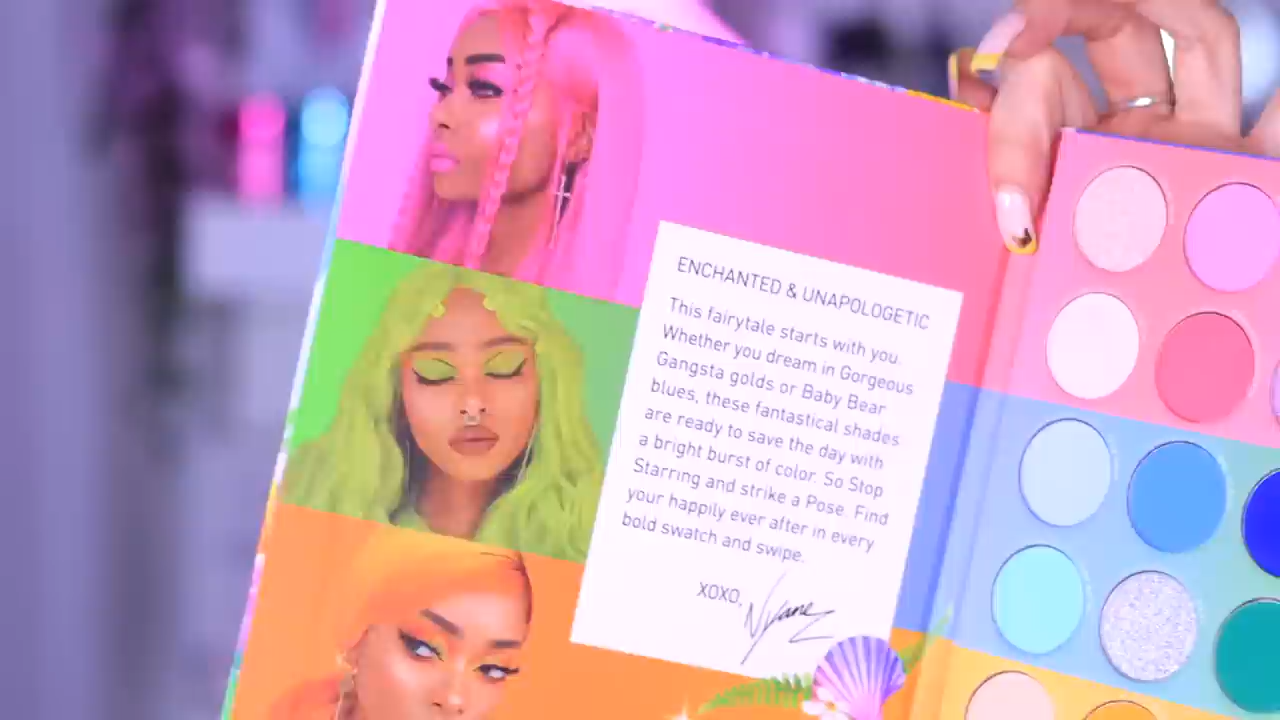 ENCHANTED & UNAPOLOGETIC
This fairytale starts with you.
Whether you dream in Gorgeous
Gangsta golds or Baby Bear
blues, these fantastical shades
are ready to save the day with
a bright burst of color. So Stop
Starring and strike a Pose. Find
your happily ever after in every
bold swatch and swipe.
XOXO,
Nyane